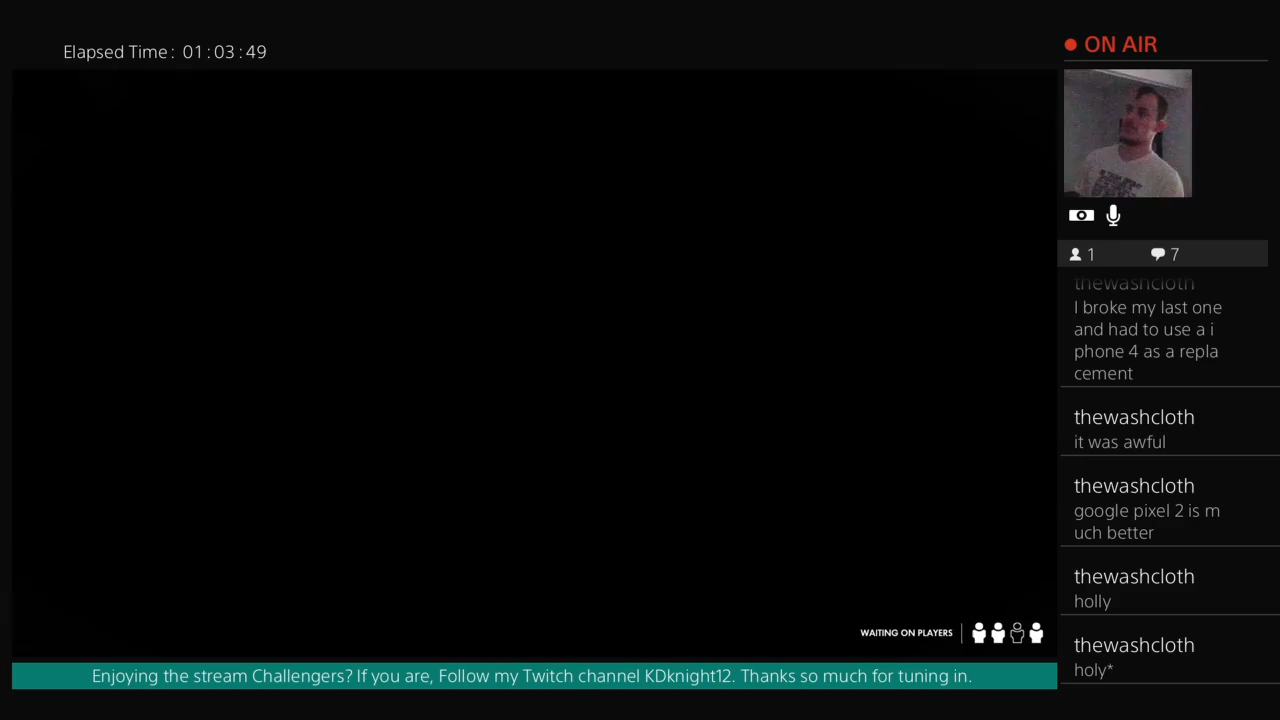 Elapsed Time: 01:03:49
ON AIR
1
7
thewashcloth
I broke my last one
and had to use a i
phone 4 as a repla
cement
thewashcloth
it was awful
thewashcloth
google pixel 2 is m
uch better
thewashcloth
holly
thewashcloth
holy*
WAITING ON PLAYERS
Enjoying the stream Challengers? If you are, Follow my Twitch channel KDknight12. Thanks so much for tuning in.